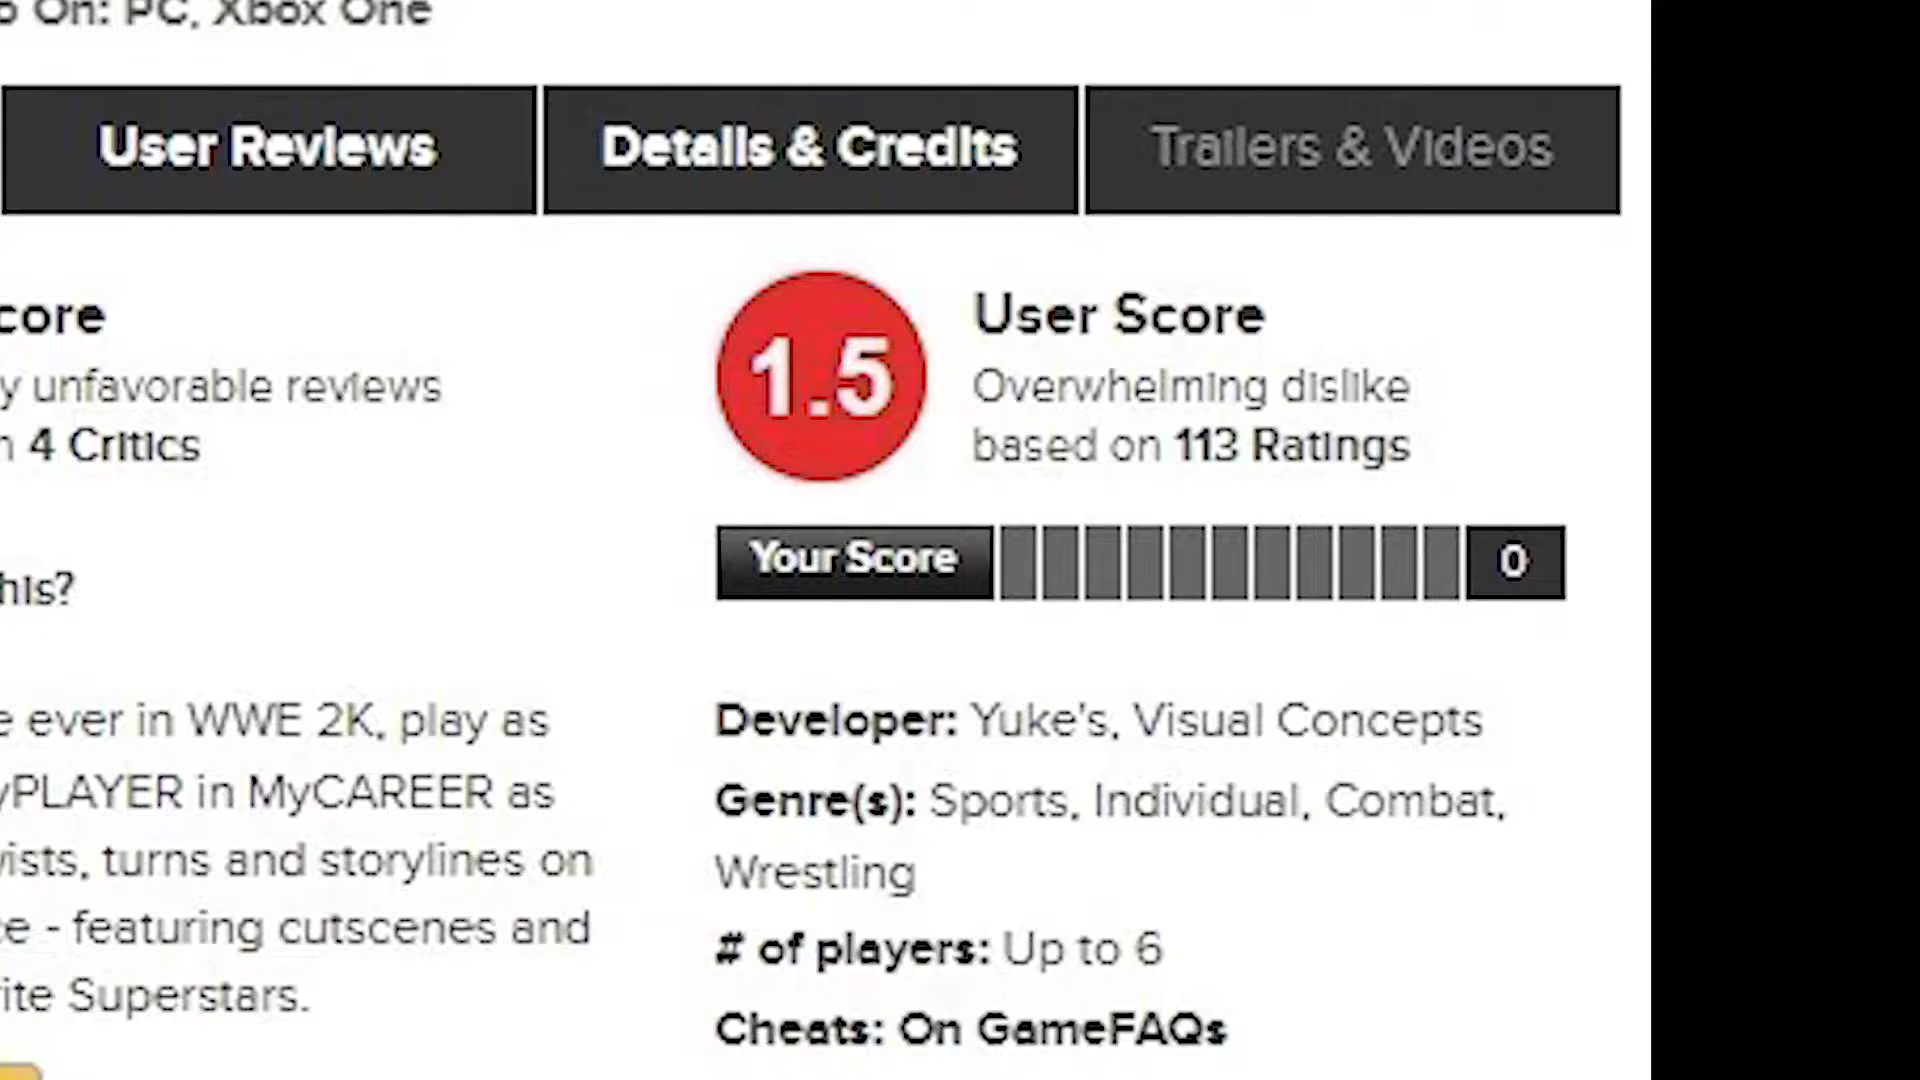 On: PC, Xbox One
User Reviews
Details & Credits
Trailers & Videos
core
y unfavorable reviews
n 4 Critics
his?
e ever in WWE 2K, play as
yPLAYER in MyCAREER as
ists, turns and storylines on
ce - featuring cutscenes and
ite Superstars.
1.5
User Score
Overwhelming dislike
based on 113 Ratings
Your Score
0
Developer: Yuke's, Visual Concepts
Genre(s): Sports, Individual, Combat,
Wrestling
# of players: Up to 6
Cheats: On GameFAQs